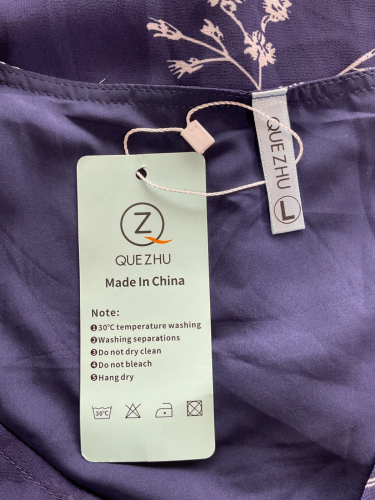 QUE ZHU
L
Z
QUE ZHU
Made In China
Note:
❶30℃ temperature washing
❷Washing separations
❸Do not dry clean
❹Do not bleach
❺Hang dry
30℃